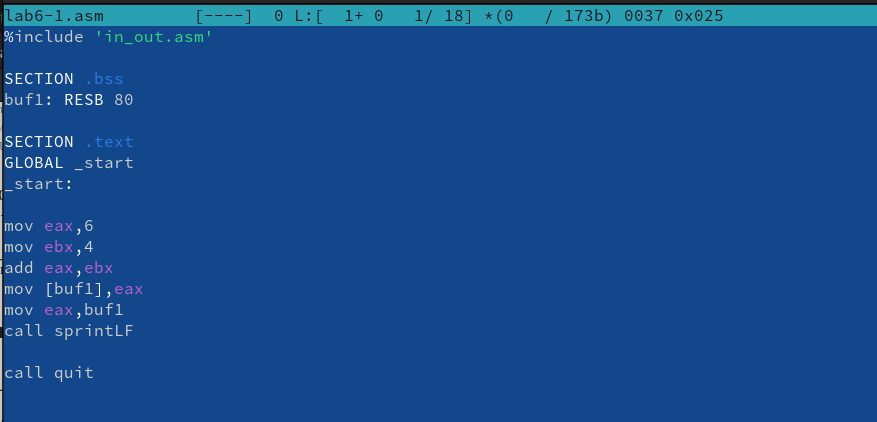 lab6-1.asm [----] 0 L:[ 1+ 0 1/ 18] *(0 / 173b) 0037 0x025
%include 'in_out.asm'
SECTION .bss
buf1: RESB 80
SECTION .text
GLOBAL _start
_start:
mov eax,6
mov ebx,4
add eax,ebx
mov [buf1],eax
mov eax,buf1
call sprintLF
call quit